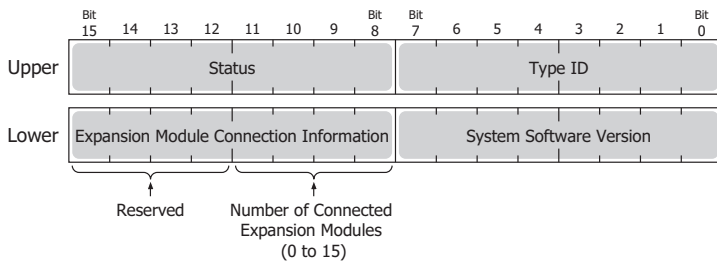 Bit 15 14 13 12 11 10 9 Bit 8 Bit 7 6 5 4 3 2 1 Bit 0
Upper Status Type ID
Lower Expansion Module Connection Information System Software Version
Reserved
Number of Connected
Expansion Modules
(0 to 15)